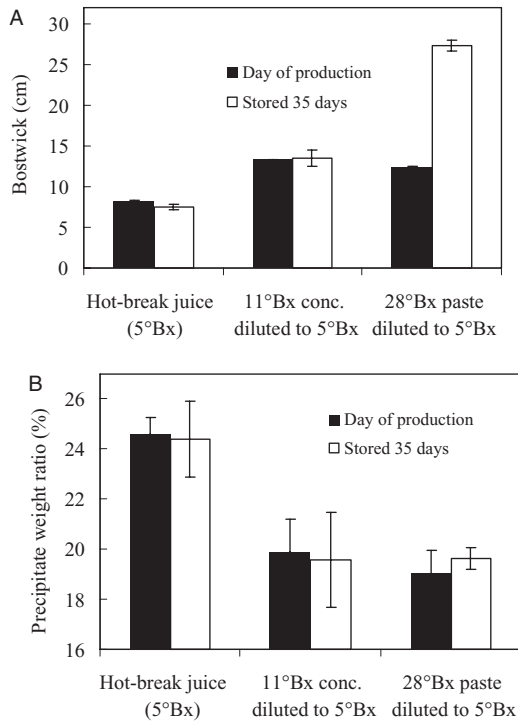 A
30
25
20
15
10
5
0
Bostwick (cm)
Day of production
Stored 35 days
Hot-break juice
(5°Bx)
11°Bx conc.
diluted to 5°Bx
28°Bx paste
diluted to 5°Bx
B
26
24
22
20
18
16
Precipitate weight ratio (%)
Day of production
Stored 35 days
Hot-break juice
(5°Bx)
11°Bx conc.
diluted to 5°Bx
28°Bx paste
diluted to 5°Bx